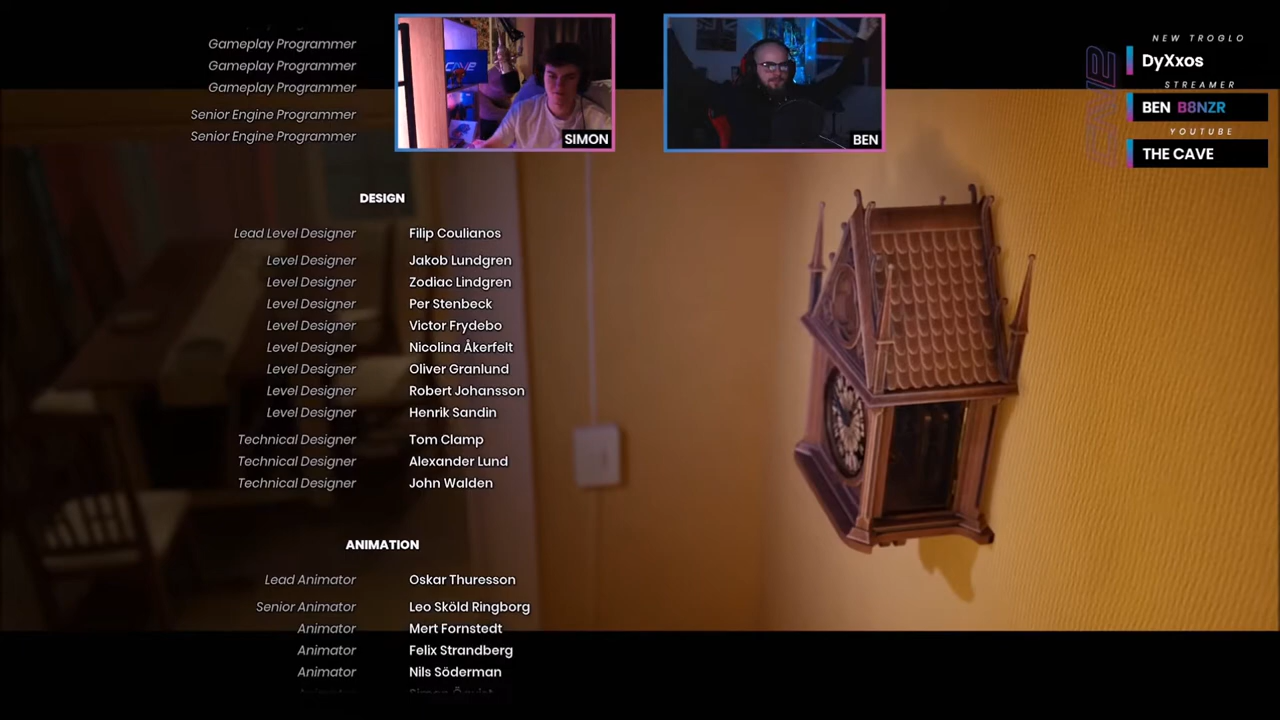 Gameplay Programmer
Gameplay Programmer
Gameplay Programmer
Senior Engine Programmer
Senior Engine Programmer
SIMON
BEN
NEW TROGLO
DyXxos
STREAMER
BEN B8NZR
YOUTUBE
THE CAVE
DESIGN
Lead Level Designer Filip Coulianos
Level Designer Jakob Lundgren
Level Designer Zodiac Lindgren
Level Designer Per Stenbeck
Level Designer Victor Frydebo
Level Designer Nicolina Åkerfelt
Level Designer Oliver Granlund
Level Designer Robert Johansson
Level Designer Henrik Sandin
Technical Designer Tom Clamp
Technical Designer Alexander Lund
Technical Designer John Walden
ANIMATION
Lead Animator Oskar Thuresson
Senior Animator Leo Sköld Ringborg
Animator Mert Fornstedt
Animator Felix Strandberg
Animator Nils Söderman